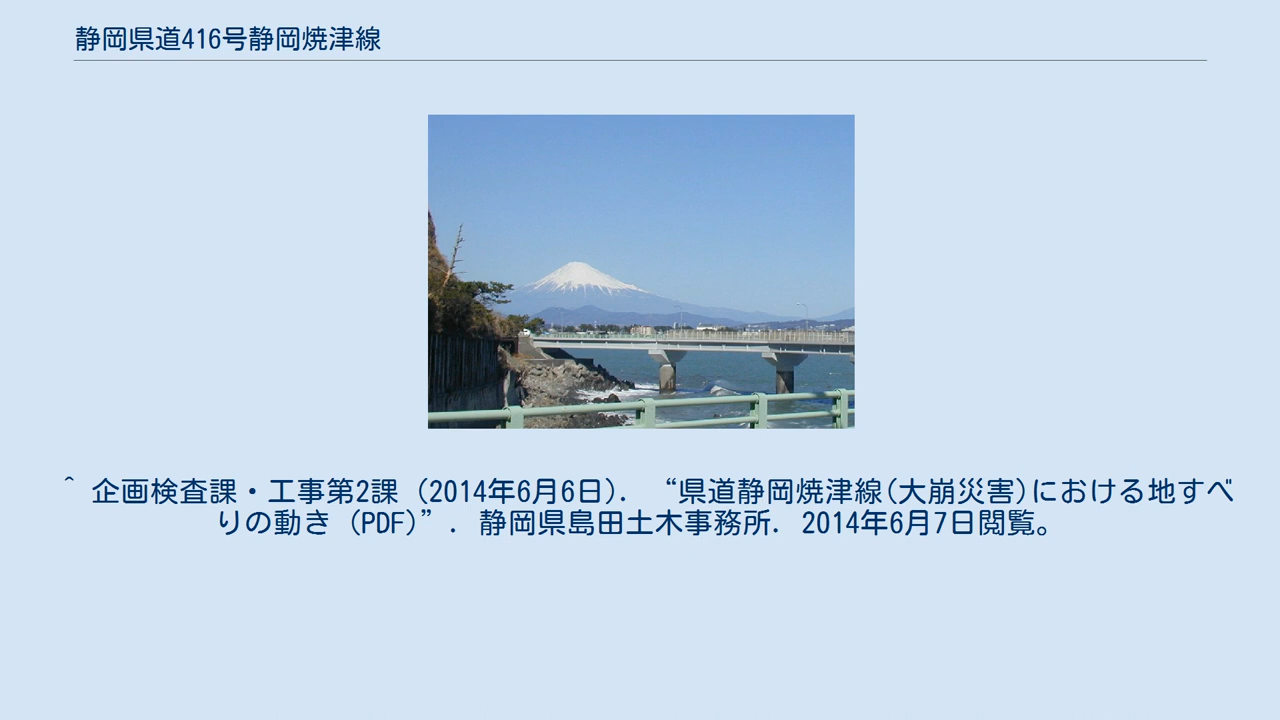 静岡県道416号静岡焼津線
^ 企画検査課・工事第2課 (2014年6月6日). “県道静岡焼津線(大崩災害)における地すべ
りの動き (PDF)”. 静岡県島田土木事務所. 2014年6月7日閲覧。